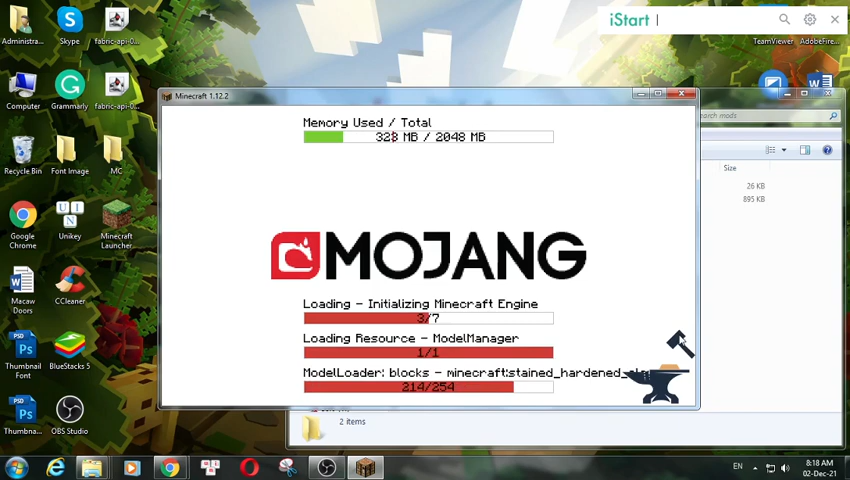 iStart
Administra...
Skype
fabric-api-0...
TeamViewer
AdobeFire...
Computer
Grammarly
fabric-api-0...
Minecraft 1.12.2
Search mods
Memory Used / Total
MB / 2048 MB
Size
26 KB
895 KB
Recycle Bin
Font Image
MC
Google Chrome
Unikey
Minecraft Launcher
MOJANG
Macaw Doors
CCleaner
Loading - Initializing Minecraft Engine
3/7
Loading Resource - ModelManager
1/1
ModelLoader: blocks - minecraft:stained_hardened_
214/254
Thumbnail Font
BlueStacks 5
Thumbna...
OBS Studio
2 items
EN
8:18 AM
02-Dec-21